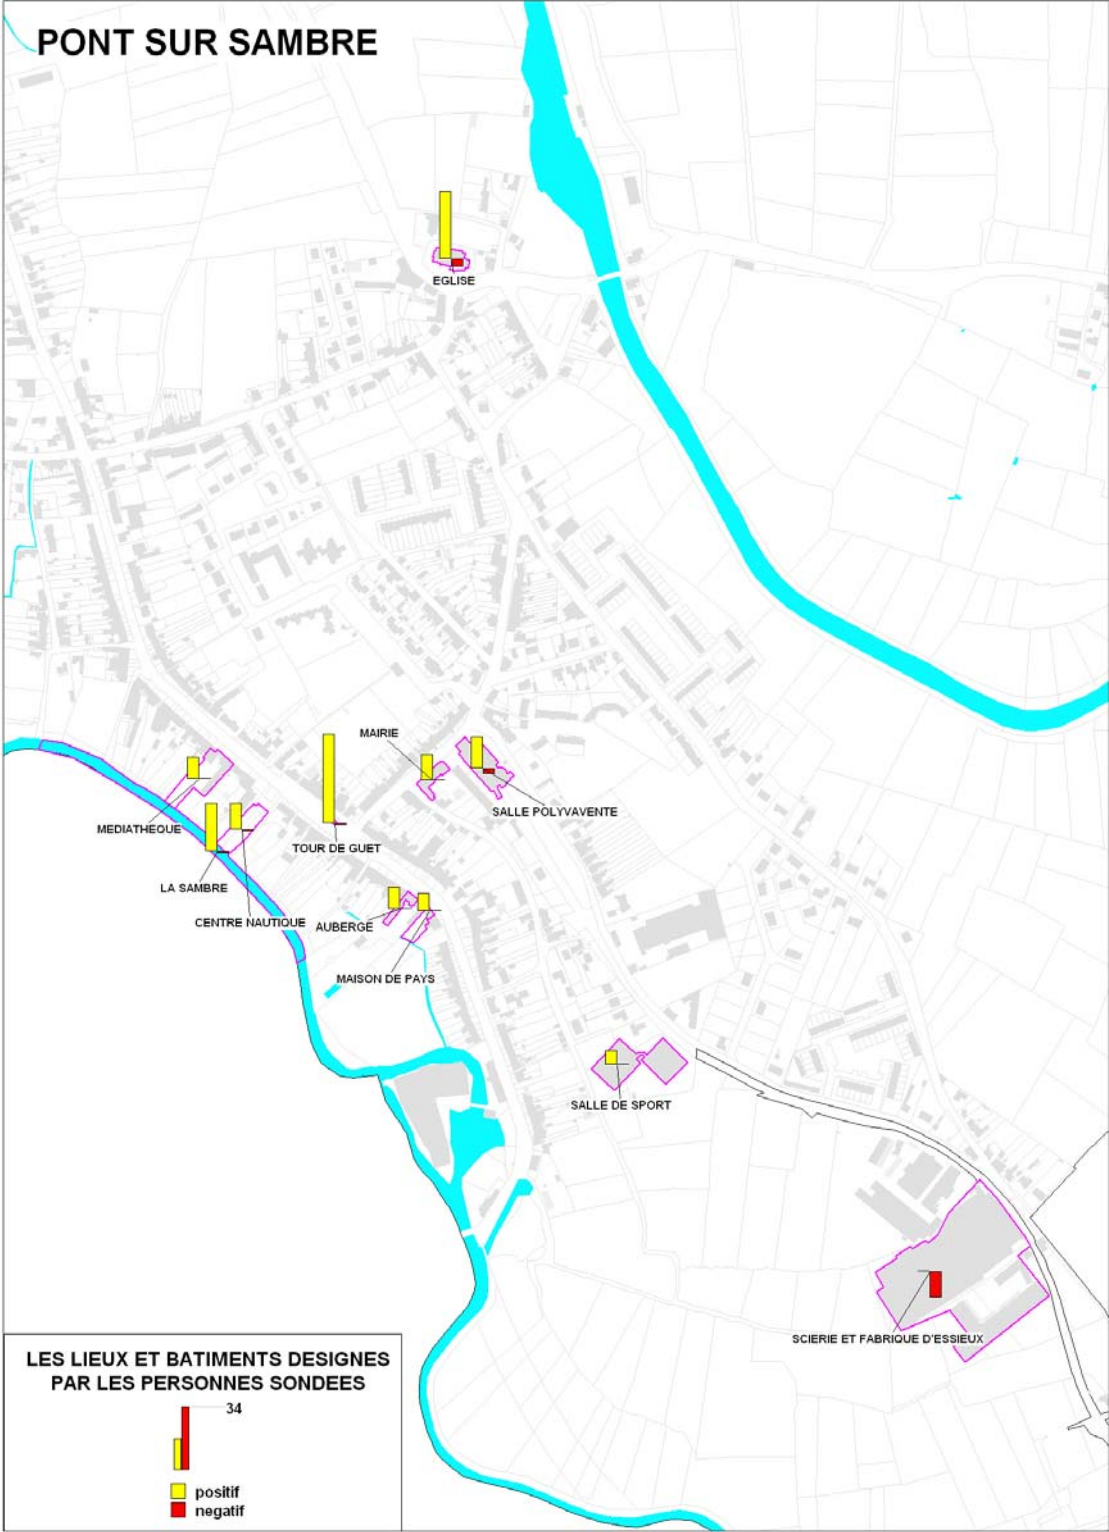 PONT SUR SAMBRE
EGLISE
MAIRIE
SALLE POLYVAVENTE
MEDIATHEQUE
TOUR DE GUET
LA SAMBRE
CENTRE NAUTIQUE
AUBERGE
MAISON DE PAYS
SALLE DE SPORT
SCIERIE ET FABRIQUE D'ESSIEUX
LES LIEUX ET BATIMENTS DESIGNES
PAR LES PERSONNES SONDEES
34
positif
negatif